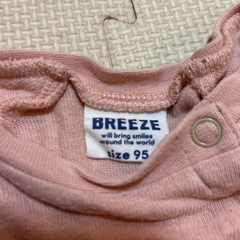 BREEZE
will bring smiles
around the world
size 95